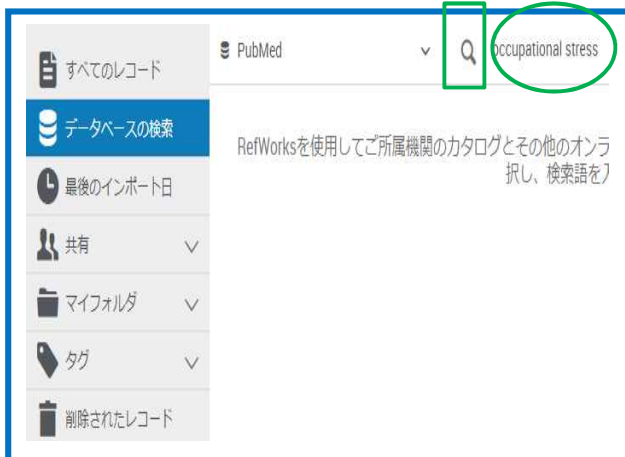 すべてのレコード
データベースの検索
最後のインポート日
共有
マイフォルダ
タグ
削除されたレコード
PubMed
occupational stress
RefWorksを使用してご所属機関のカタログとその他のオンラ
択し、検索語を入